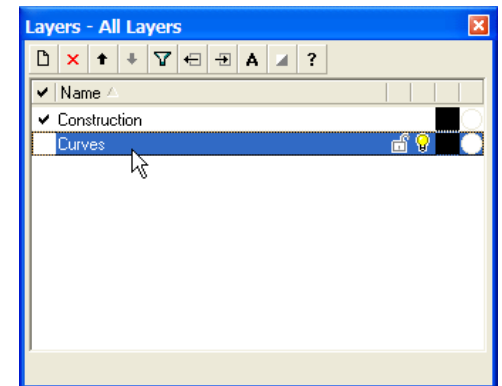 Layers - All Layers
A ?
Name
Construction
Curves